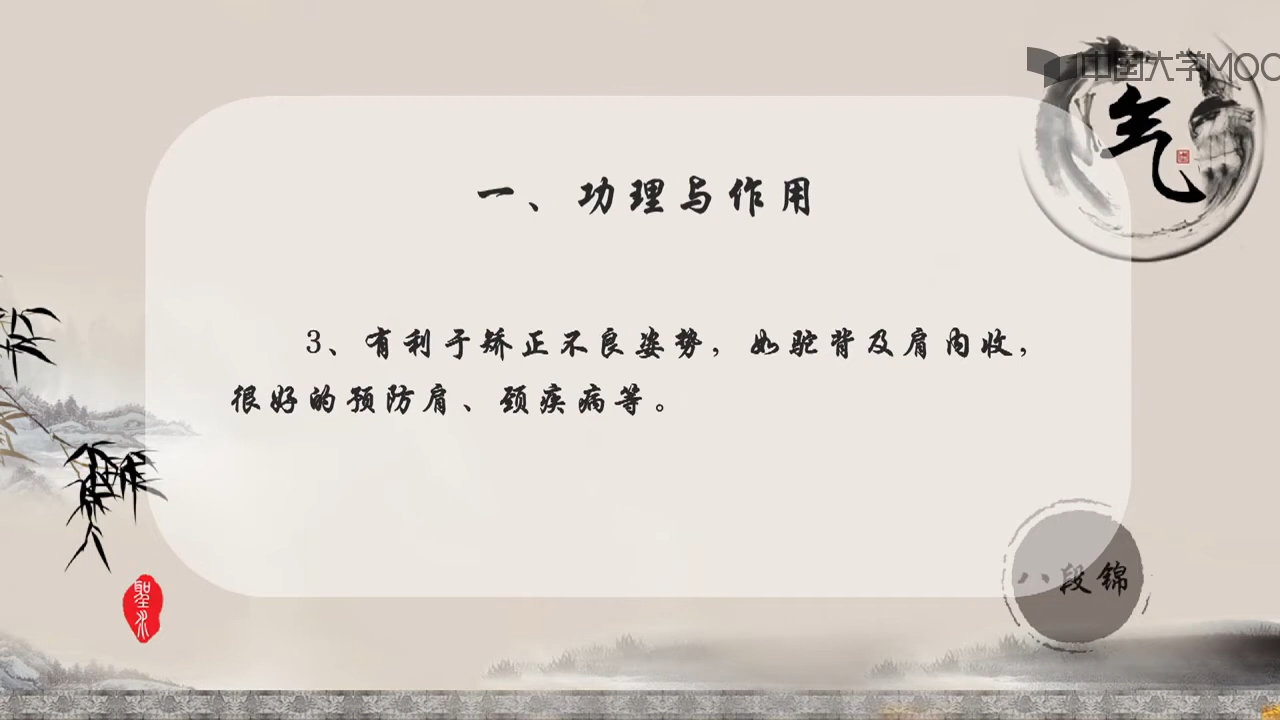 中国大学MOO
气
一、功理与作用
3、有利于矫正不良姿势，如驼背及肩内收，
很好的预防肩、颈疾病等。
八段锦